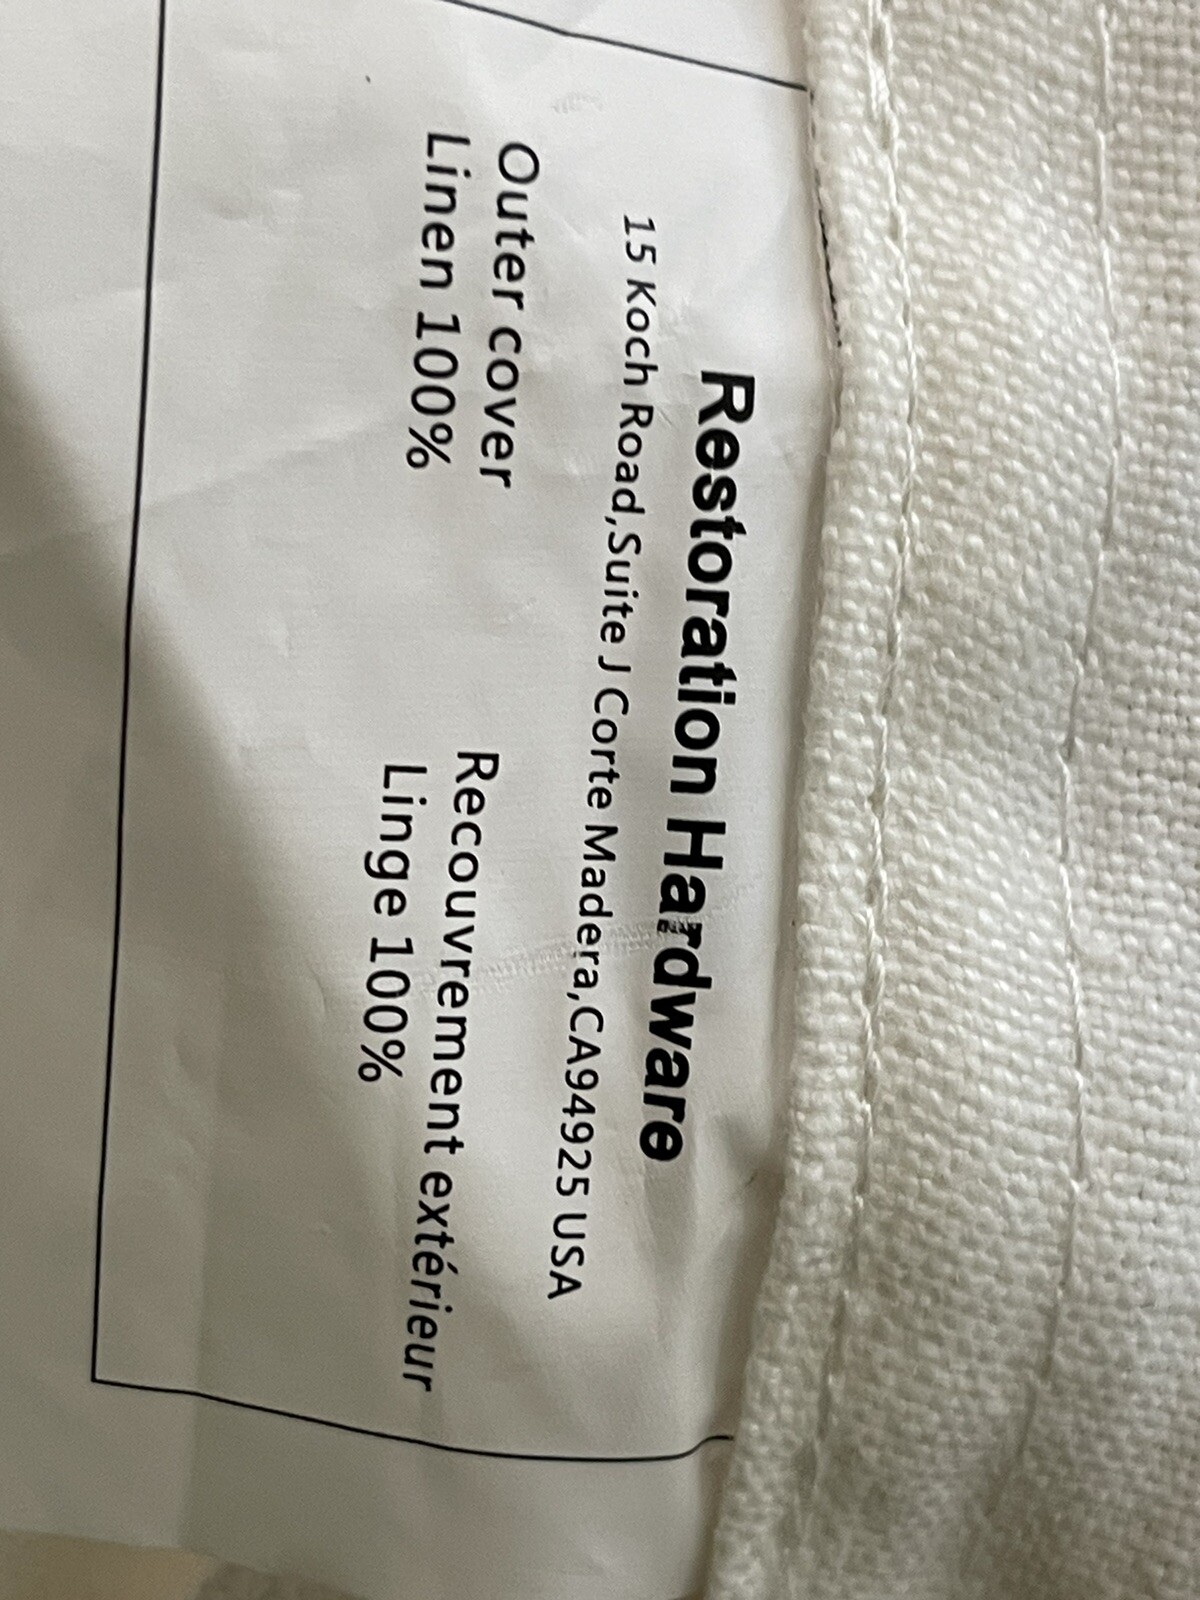 Restoration Hardware
15 Koch Road,Suite J Corte Madera,CA94925 USA
Outer cover
Linen 100%
Recouvrement extérieur
Linge 100%